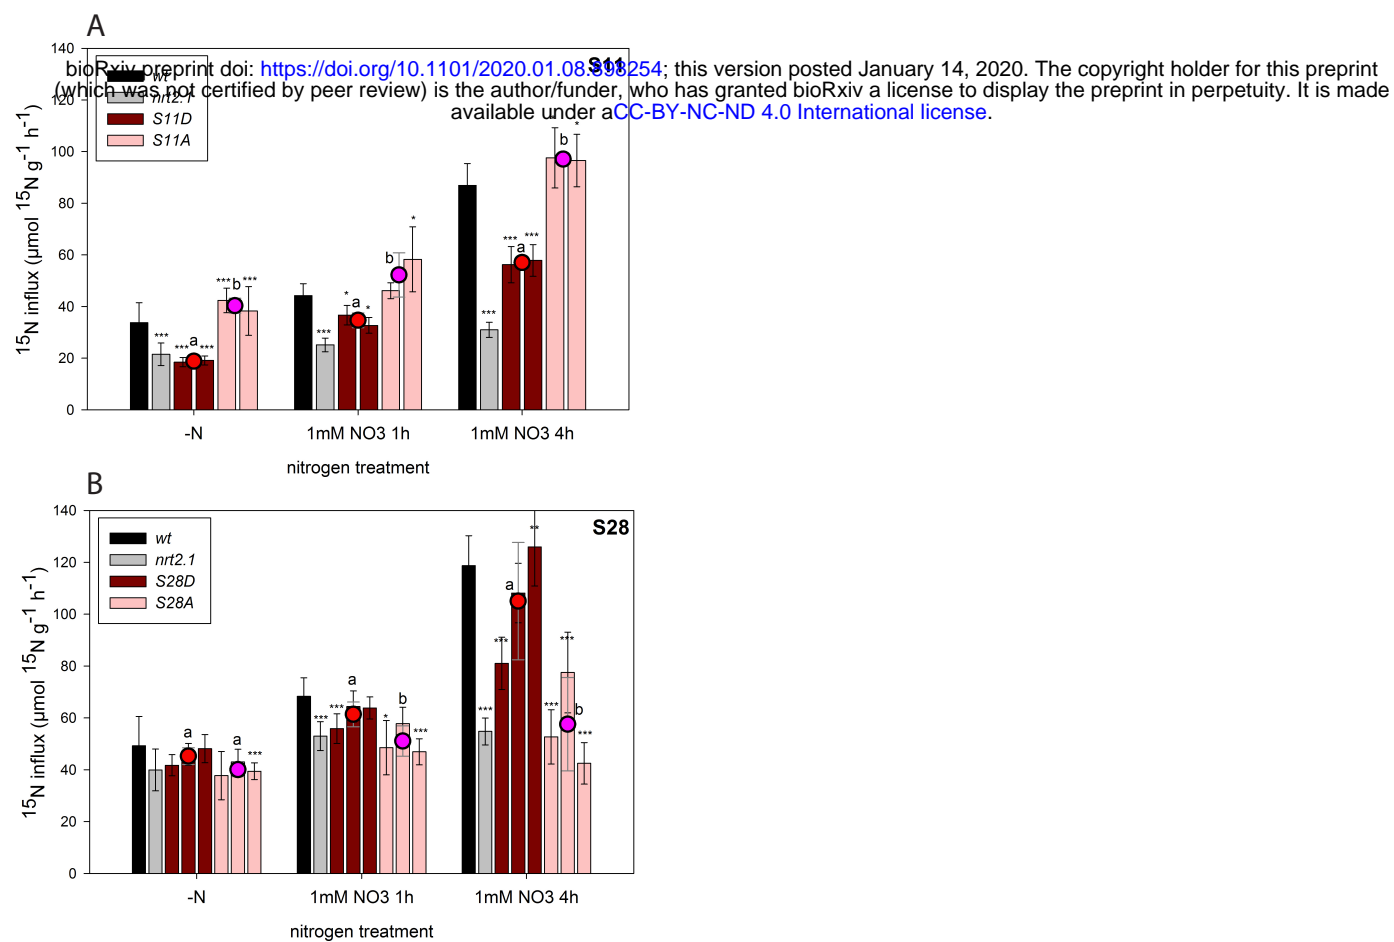 A
bioRxiv preprint doi: https://doi.org/10.1101/2020.01.08.898254; this version posted January 14, 2020. The copyright holder for this preprint
(which was not certified by peer review) is the author/funder, who has granted bioRxiv a license to display the preprint in perpetuity. It is made
available under aCC-BY-NC-ND 4.0 International license.
S11
wt
nrt2.1
S11D
S11A
15N influx (µmol 15N g-1 h-1)
140
120
100
80
60
40
20
0
*** *** a *** *** b ***
*** * a * b *
*** *** a *** * b *
-N 1mM NO3 1h 1mM NO3 4h
nitrogen treatment
B
S28
wt
nrt2.1
S28D
S28A
15N influx (µmol 15N g-1 h-1)
140
120
100
80
60
40
20
0
a a ***
*** *** a * b ***
*** *** a ** *** *** b ***
-N 1mM NO3 1h 1mM NO3 4h
nitrogen treatment